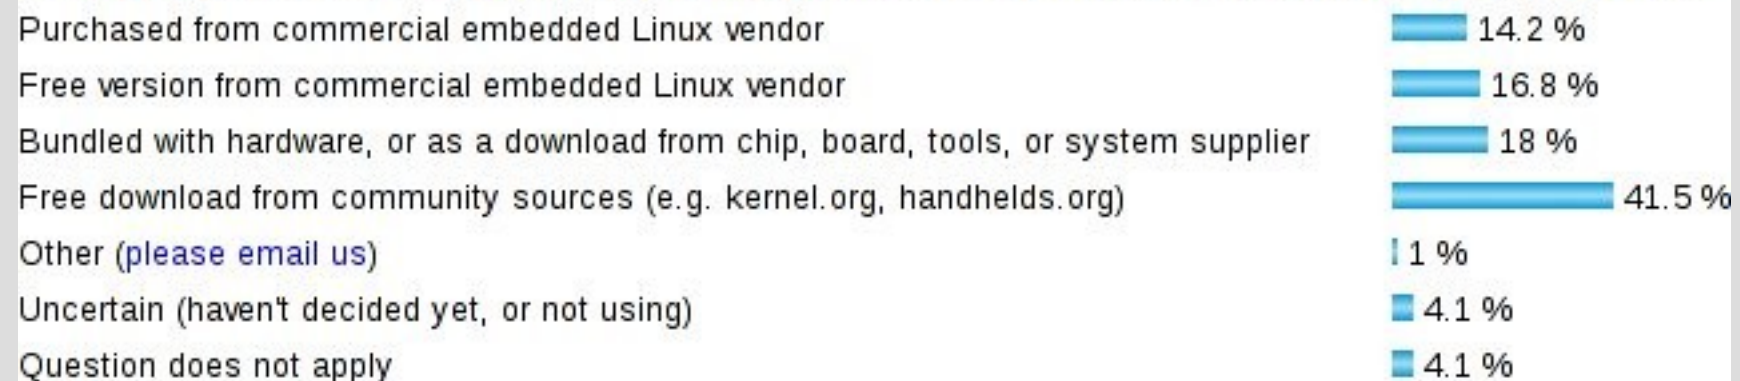 Purchased from commercial embedded Linux vendor 14.2 %
Free version from commercial embedded Linux vendor 16.8 %
Bundled with hardware, or as a download from chip, board, tools, or system supplier 18 %
Free download from community sources (e.g. kernel.org, handhelds.org) 41.5 %
Other (please email us) 1 %
Uncertain (haven't decided yet, or not using) 4.1 %
Question does not apply 4.1 %